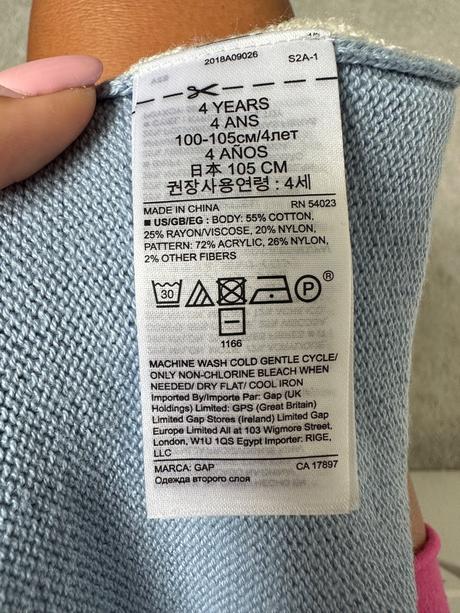 2018A09026 S2A-1
4 YEARS
4 ANS
100-105см/4лет
4 AÑOS
日本 105 CM
권장사용연령 : 4세
MADE IN CHINA RN 54023
■ US/GB/EG : BODY: 55% COTTON,
25% RAYON/VISCOSE, 20% NYLON,
PATTERN: 72% ACRYLIC, 26% NYLON,
2% OTHER FIBERS
30 P ®
1166
MACHINE WASH COLD GENTLE CYCLE/
ONLY NON-CHLORINE BLEACH WHEN
NEEDED/ DRY FLAT/ COOL IRON
Imported By/Importe Par: Gap (UK
Holdings) Limited: GPS (Great Britain)
Limited Gap Stores (Ireland) Limited Gap
Europe Limited All at 103 Wigmore Street,
London, W1U 1QS Egypt Importer: RIGE,
LLC
MARCA: GAP CA 17897
Одежда второго слоя